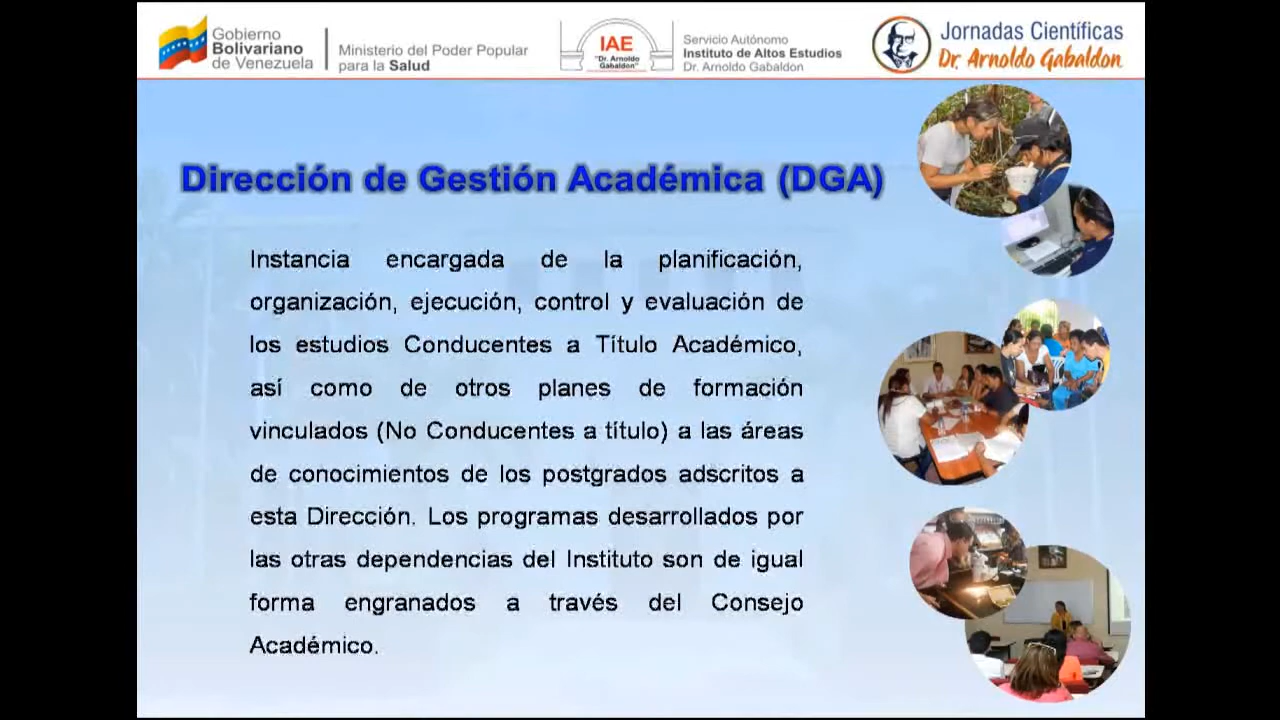 Gobierno
Bolivariano
de Venezuela
Ministerio del Poder Popular
para la Salud
IAE
"Dr. Arnoldo
Gabaldon"
Servicio Autónomo
Instituto de Altos Estudios
Dr. Arnoldo Gabaldon
Jornadas Científicas
Dr. Arnoldo Gabaldon
Dirección de Gestión Académica (DGA)
Instancia encargada de la planificación,
organización, ejecución, control y evaluación de
los estudios Conducentes a Título Académico,
así como de otros planes de formación
vinculados (No Conducentes a título) a las áreas
de conocimientos de los postgrados adscritos a
esta Dirección. Los programas desarrollados por
las otras dependencias del Instituto son de igual
forma engranados a través del Consejo
Académico.